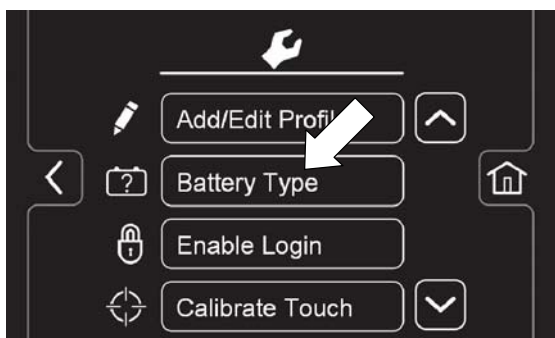 Add/Edit Profil
? Battery Type
Enable Login
Calibrate Touch